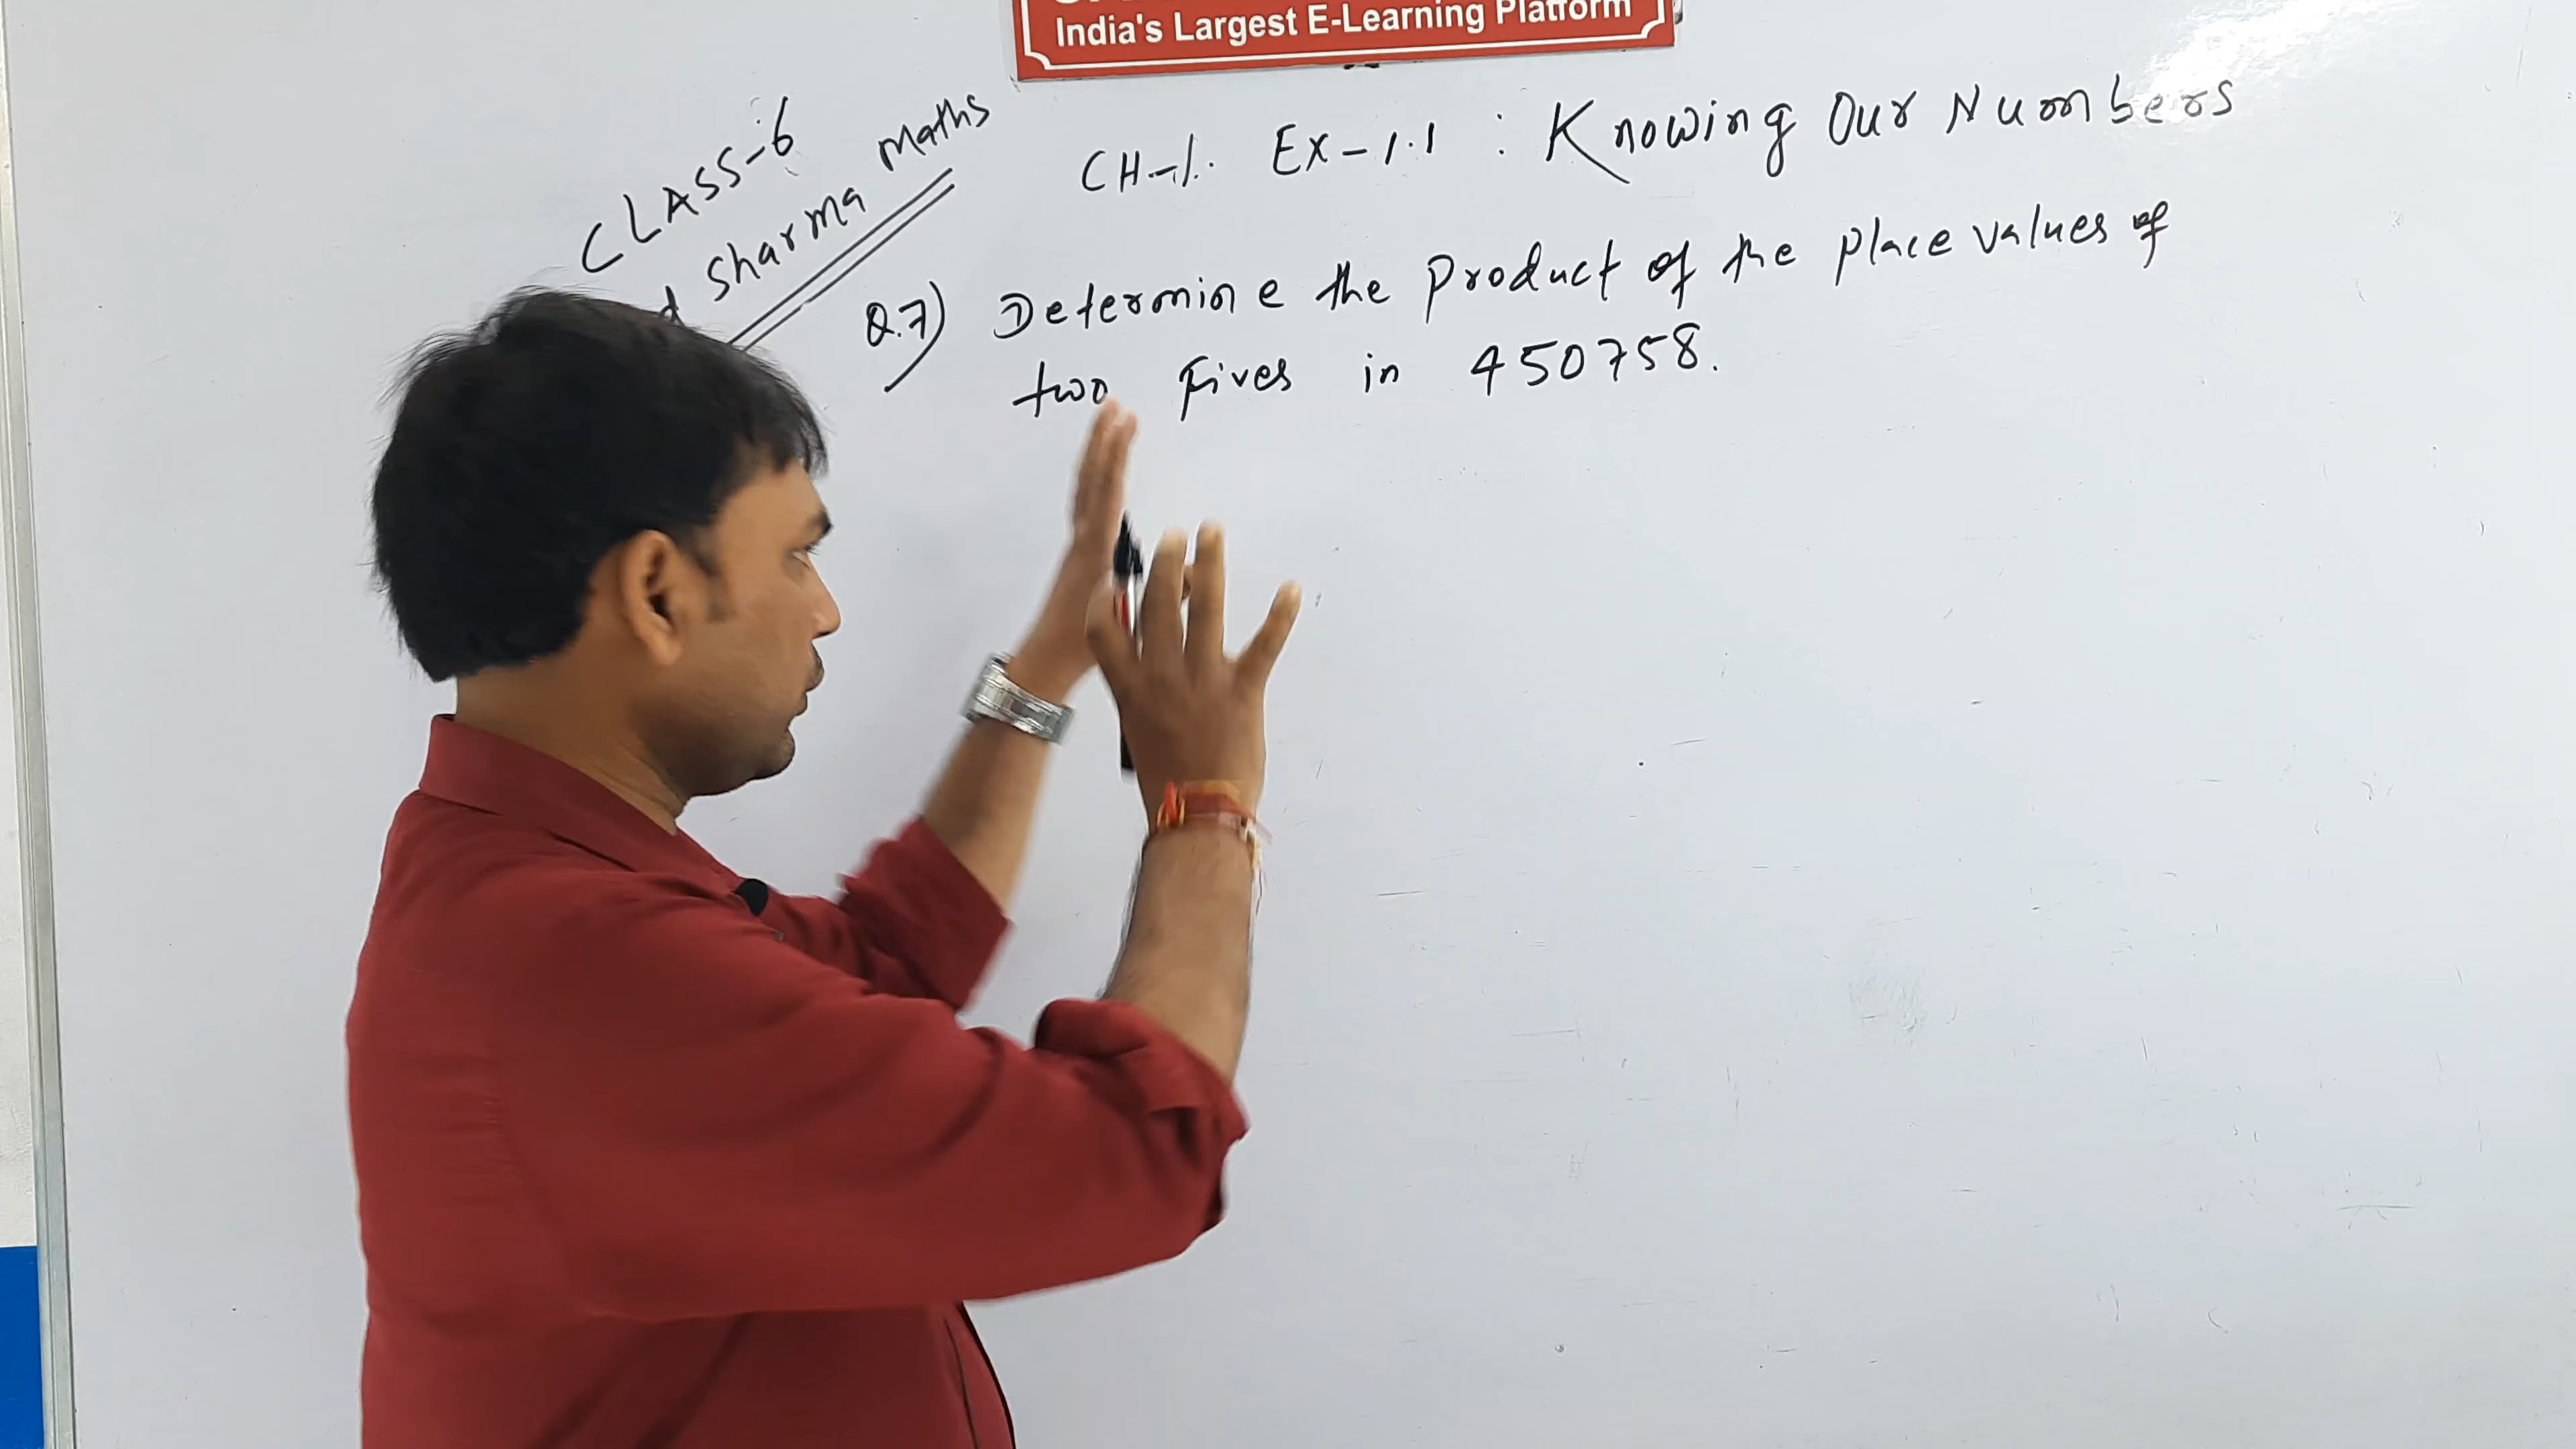 India's Largest E-Learning Platform
CLASS-6
Sharma Maths
CH-1. Ex-1.1 : Knowing Our Numbers
Q.7) Determine the product of the place values of
two Fives in 450758.